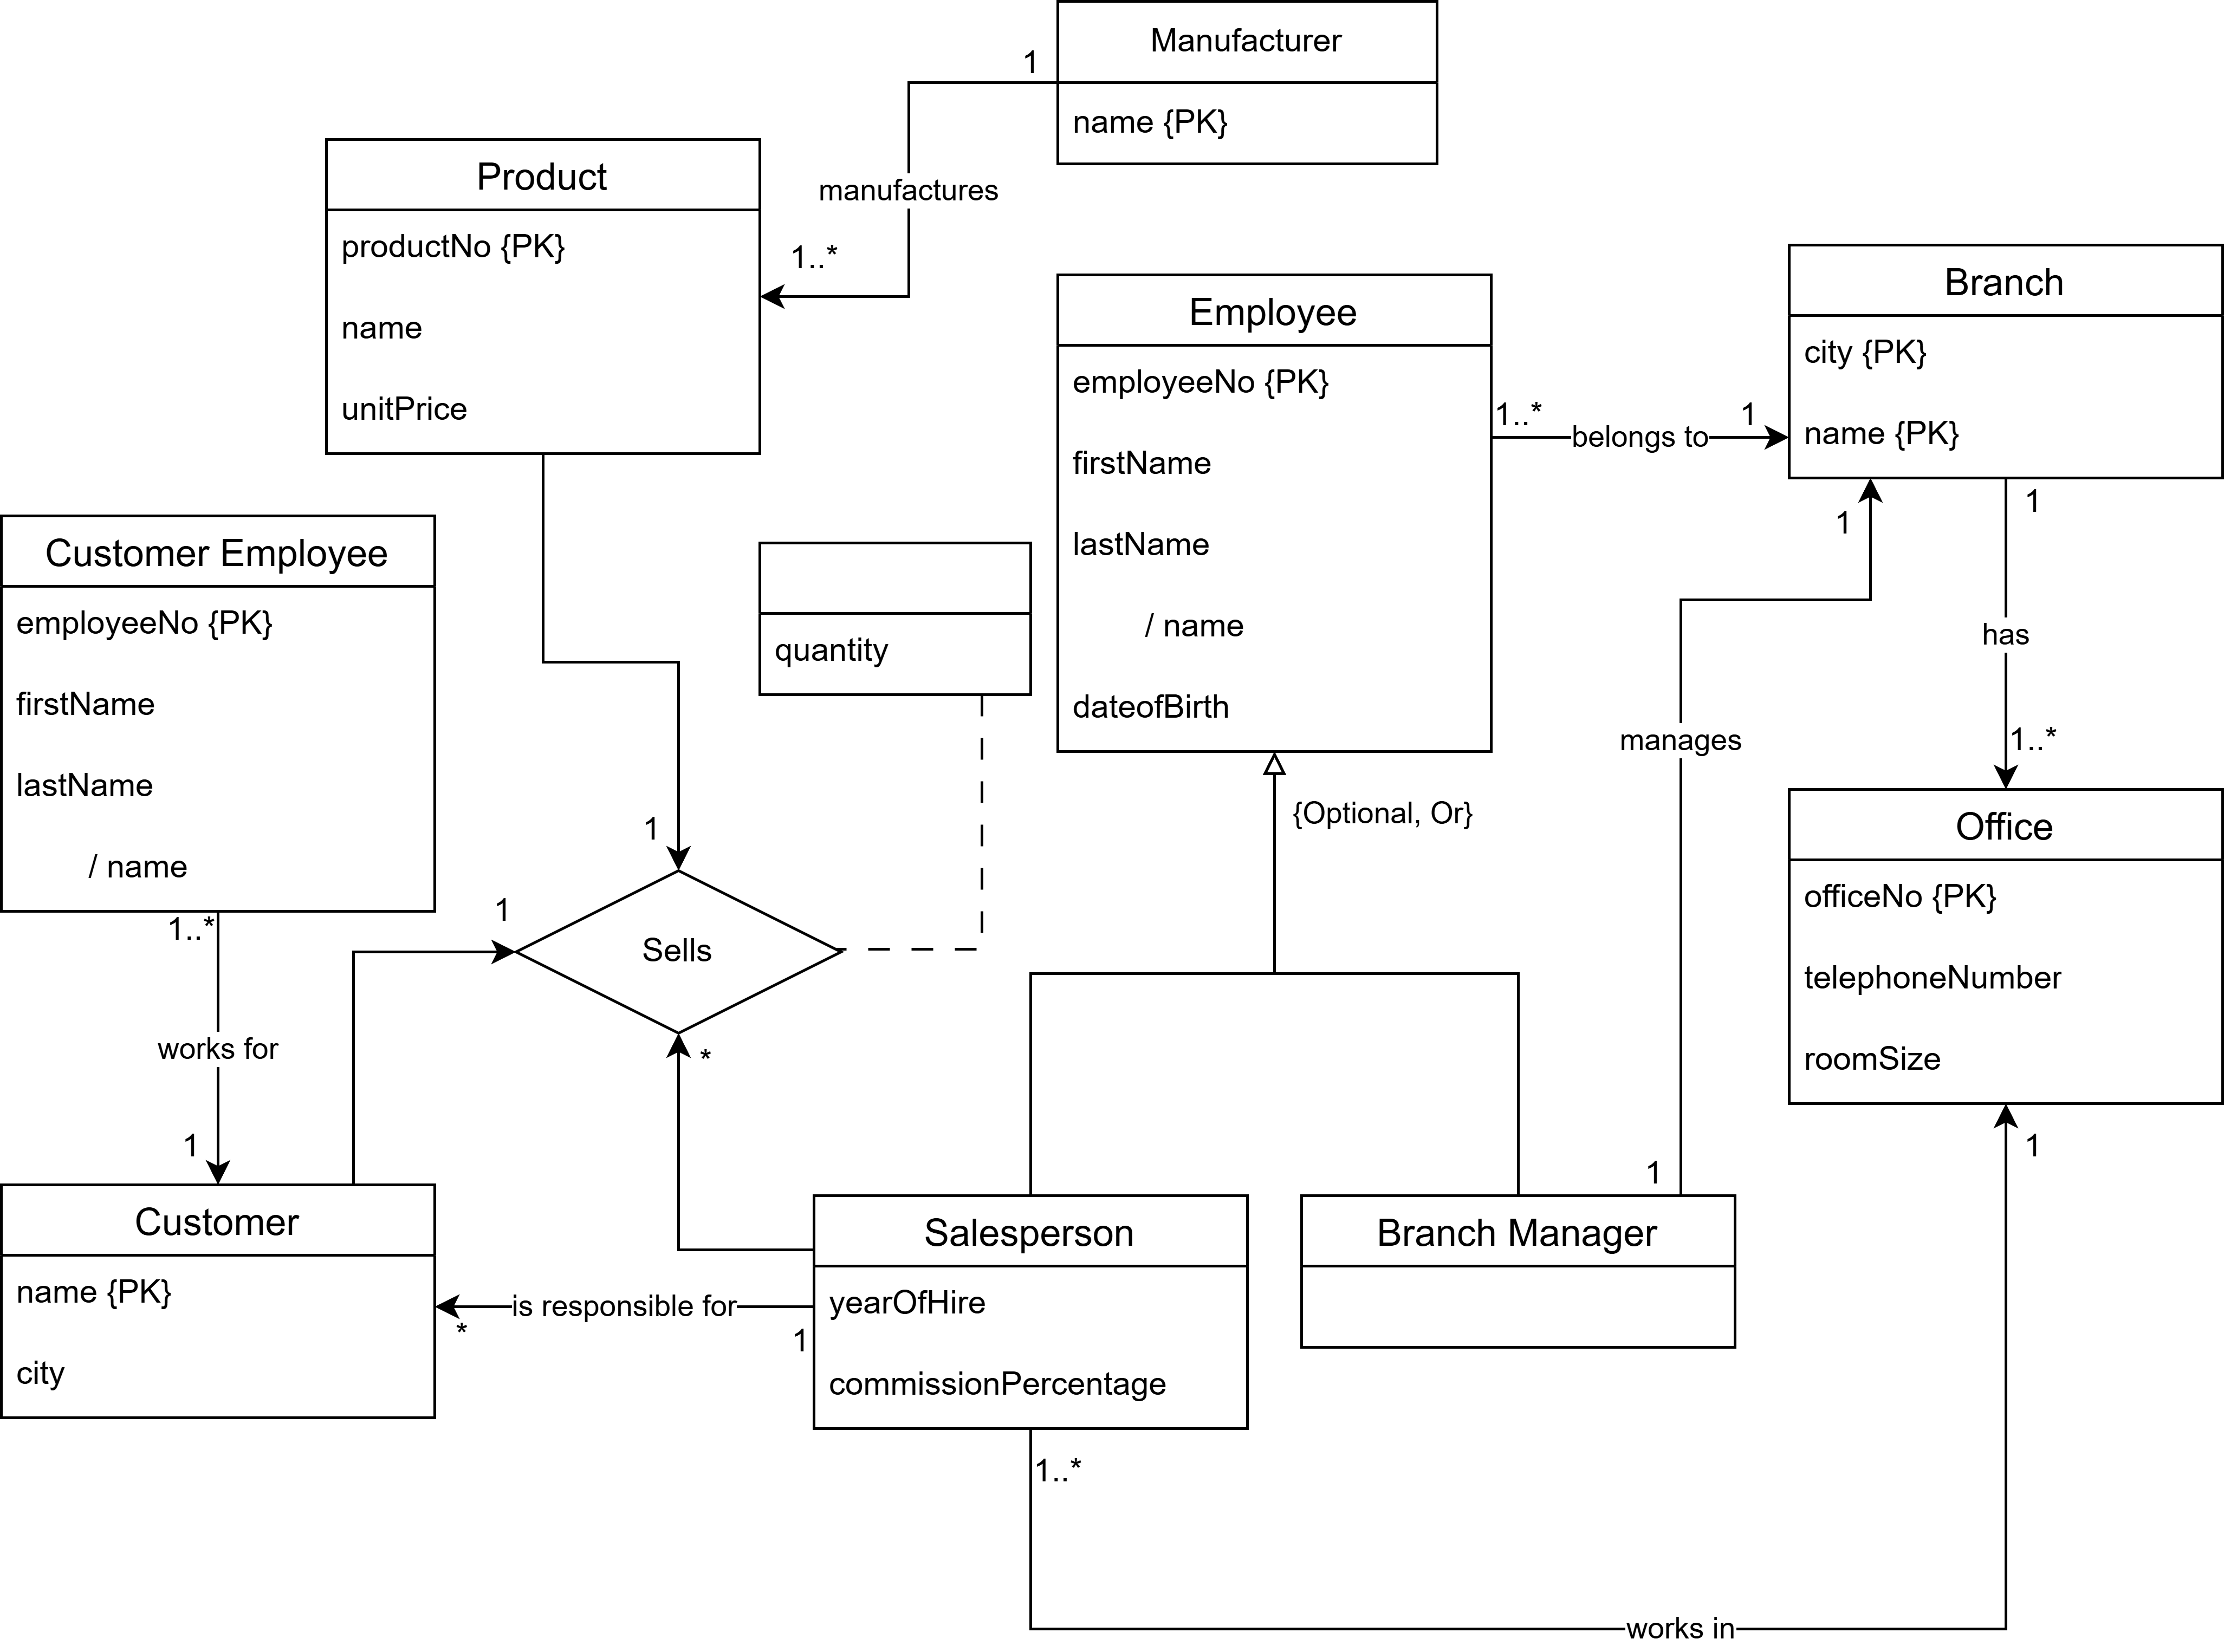 Manufacturer
name {PK}
1
manufactures
1..*
Product
productNo {PK}
name
unitPrice
Employee
employeeNo {PK}
firstName
lastName
/ name
dateofBirth
1..*
belongs to
1
Branch
city {PK}
name {PK}
1
1
has
1..*
manages
1
Customer Employee
employeeNo {PK}
firstName
lastName
/ name
1..*
works for
1
quantity
1
1
Sells
*
{Optional, Or}
Office
officeNo {PK}
telephoneNumber
roomSize
1
Customer
name {PK}
city
*
is responsible for
1
Salesperson
yearOfHire
commissionPercentage
Branch Manager
1..*
works in